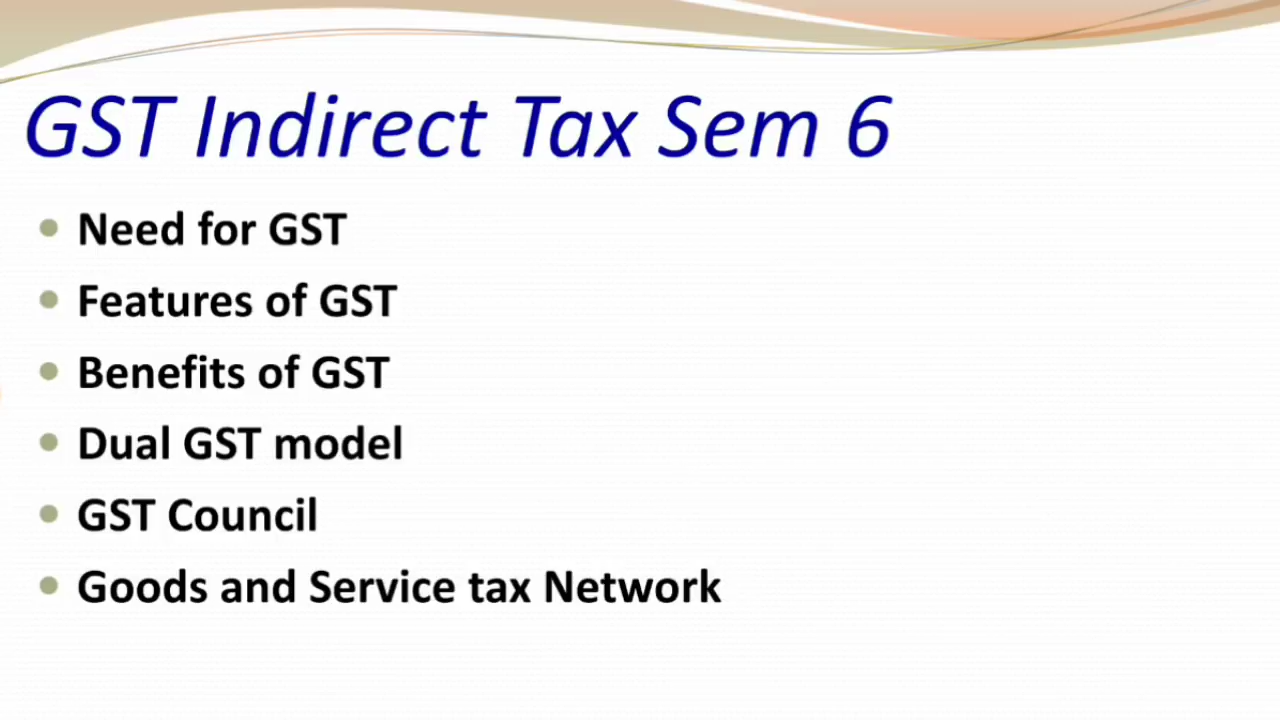 GST Indirect Tax Sem 6
Need for GST
Features of GST
Benefits of GST
Dual GST model
GST Council
Goods and Service tax Network